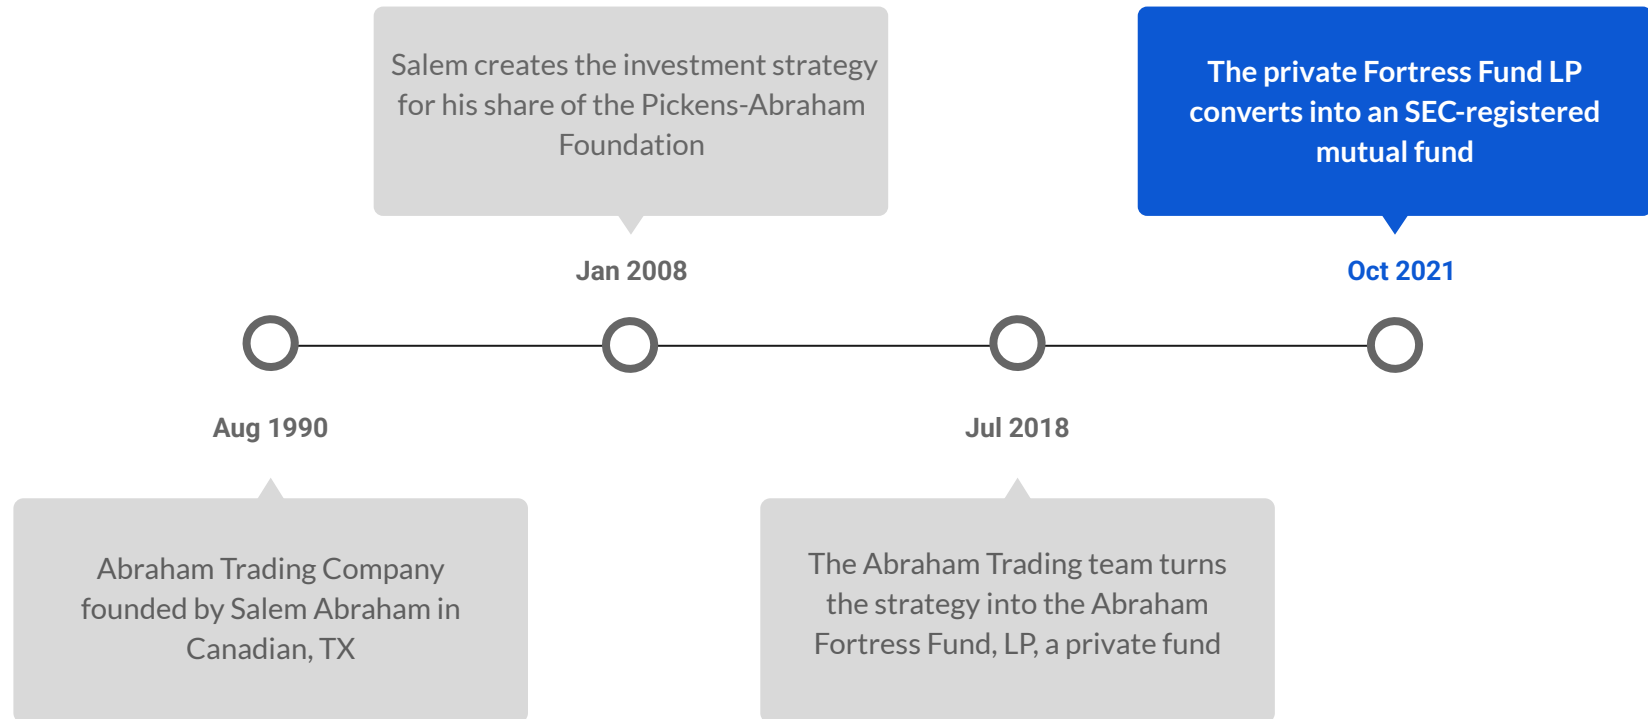 Salem creates the investment strategy
for his share of the Pickens-Abraham
Foundation
The private Fortress Fund LP
converts into an SEC-registered
mutual fund
Jan 2008
Oct 2021
Aug 1990
Jul 2018
Abraham Trading Company
founded by Salem Abraham in
Canadian, TX
The Abraham Trading team turns
the strategy into the Abraham
Fortress Fund, LP, a private fund